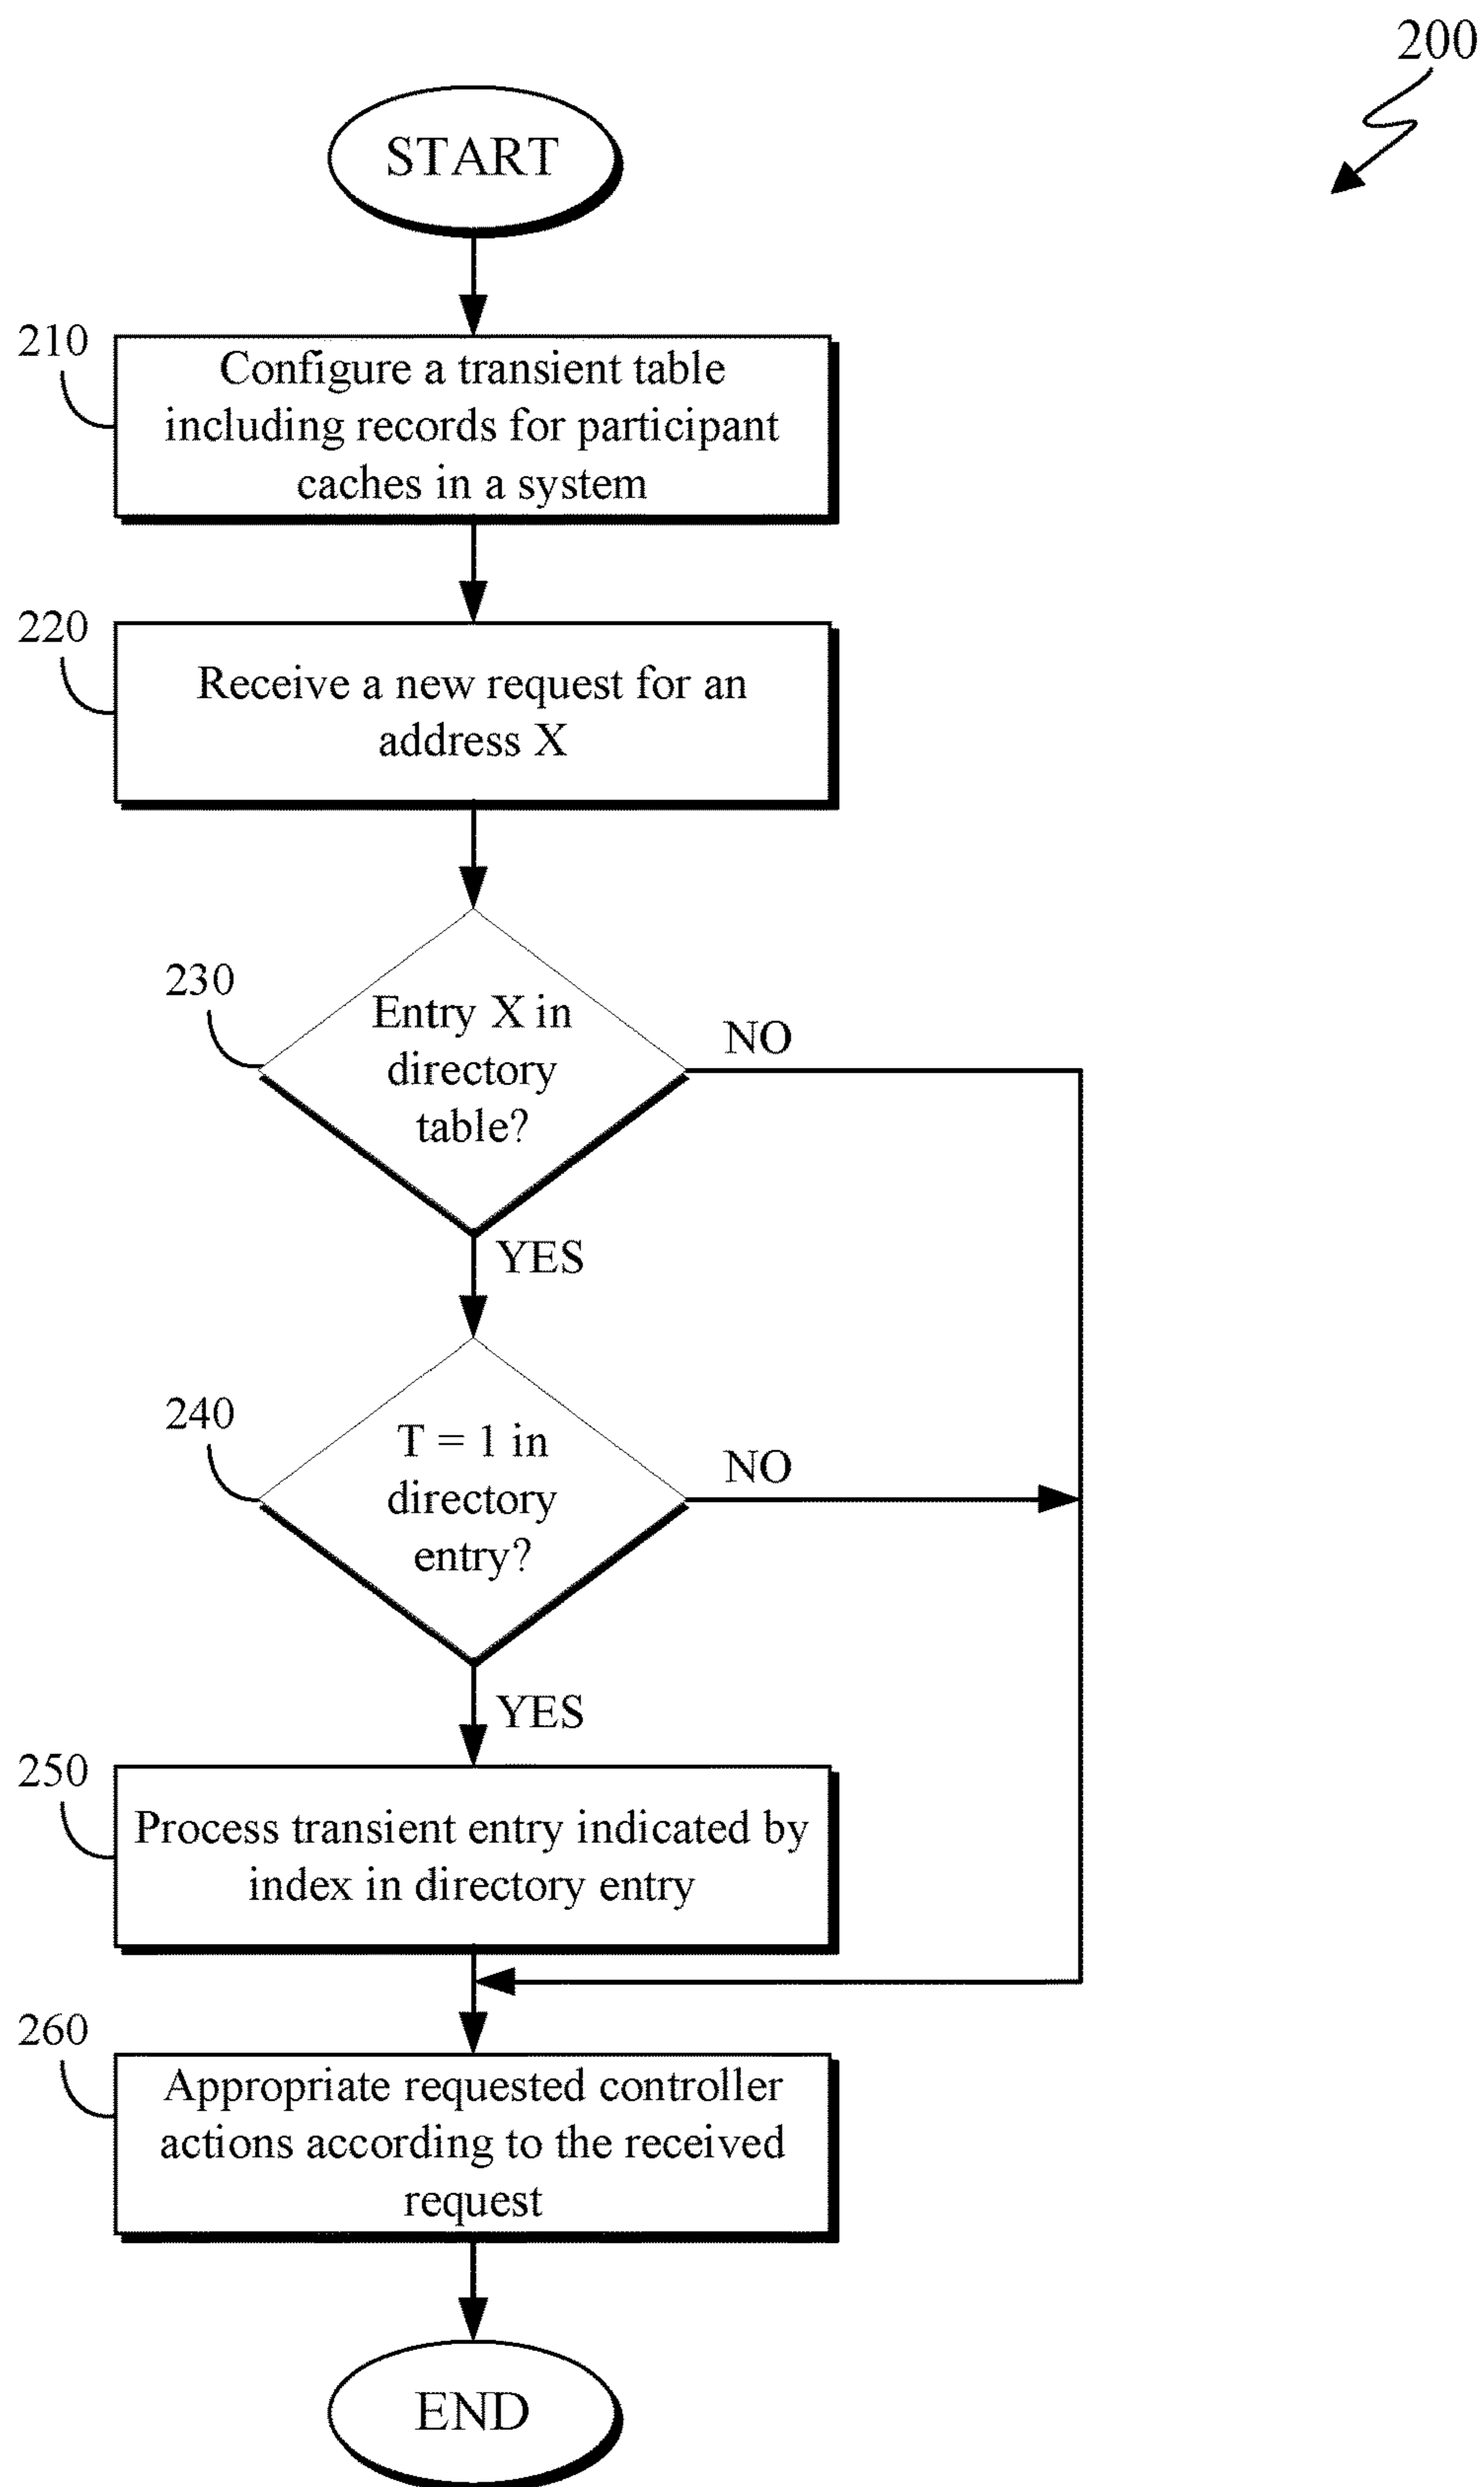 200
START
210
Configure a transient table
including records for participant
caches in a system
220
Receive a new request for an
address X
230
Entry X in
directory
table?
NO
YES
240
T = 1 in
directory
entry?
NO
YES
250
Process transient entry indicated by
index in directory entry
260
Appropriate requested controller
actions according to the received
request
END